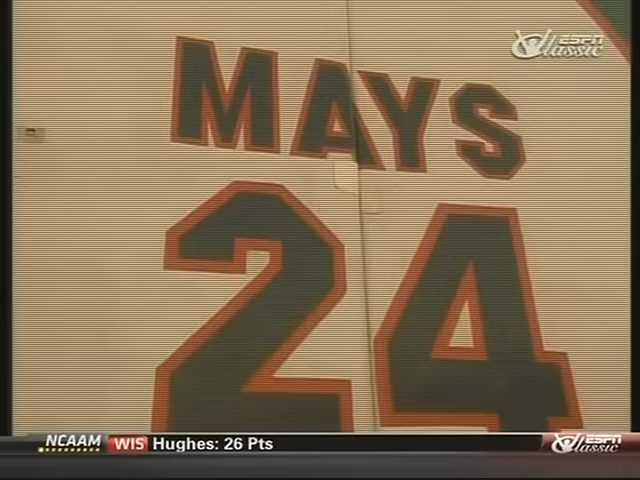 ESPN
Classic
MAYS
24
NCAAM WIS Hughes: 26 Pts ESPN
Classic